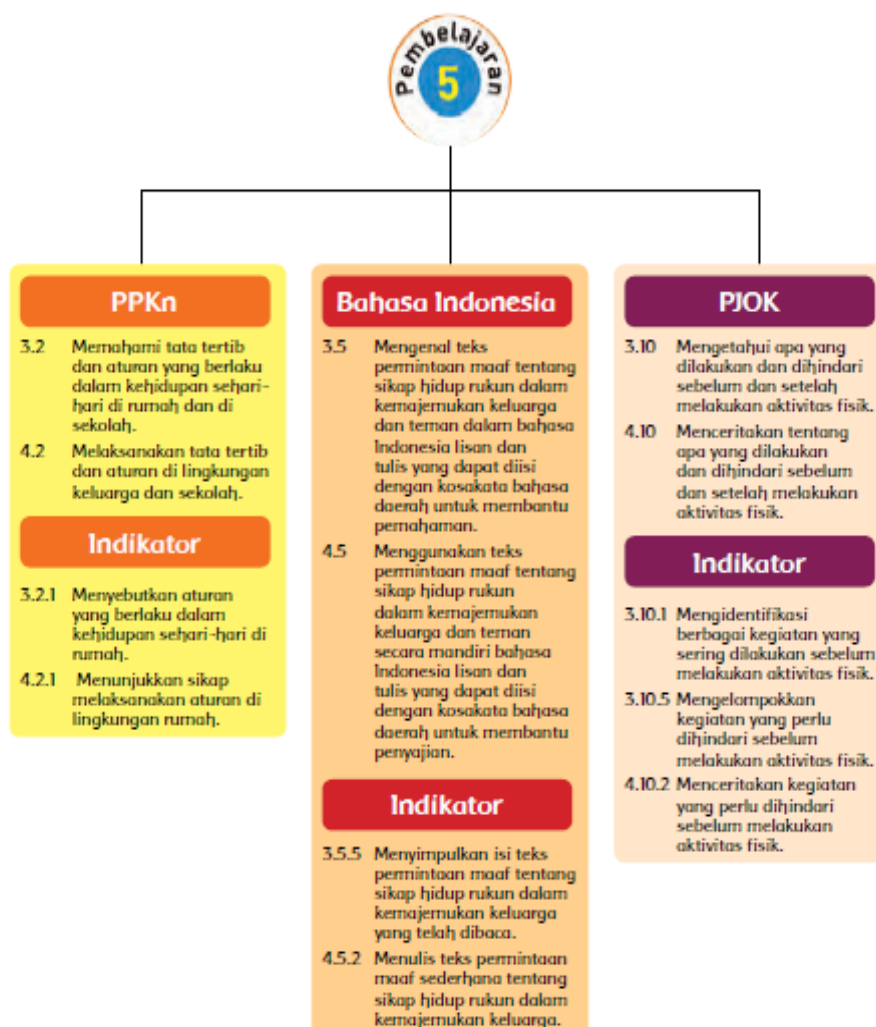 Pembelajaran
5
PPKn
3.2 Memahami tata tertib
dan aturan yang berlaku
dalam kehidupan sehari-
hari di rumah dan di
sekolah.
4.2 Melaksanakan tata tertib
dan aturan di lingkungan
keluarga dan sekolah.
Indikator
3.2.1 Menyebutkan aturan
yang berlaku dalam
kehidupan sehari-hari di
rumah.
4.2.1 Menunjukkan sikap
melaksanakan aturan di
lingkungan rumah.
Bahasa Indonesia
3.5 Mengenal teks
permintaan maaf tentang
sikap hidup rukun dalam
kemajemukan keluarga
dan teman dalam bahasa
Indonesia lisan dan
tulis yang dapat diisi
dengan kosakata bahasa
daerah untuk membantu
pemahaman.
4.5 Menggunakan teks
permintaan maaf tentang
sikap hidup rukun
dalam kemajemukan
keluarga dan teman
secara mandiri bahasa
Indonesia lisan dan
tulis yang dapat diisi
dengan kosakata bahasa
daerah untuk membantu
penyajian.
Indikator
3.5.5 Menyimpulkan isi teks
permintaan maaf tentang
sikap hidup rukun dalam
kemajemukan keluarga
yang telah dibaca.
4.5.2 Menulis teks permintaan
maaf sederhana tentang
sikap hidup rukun dalam
kemajemukan keluarga.
PJOK
3.10 Mengetahui apa yang
dilakukan dan dihindari
sebelum dan setelah
melakukan aktivitas fisik.
4.10 Menceritakan tentang
apa yang dilakukan
dan dihindari sebelum
dan setelah melakukan
aktivitas fisik.
Indikator
3.10.1 Mengidentifikasi
berbagai kegiatan yang
sering dilakukan sebelum
melakukan aktivitas fisik.
3.10.5 Mengelompokkan
kegiatan yang perlu
dihindari sebelum
melakukan aktivitas fisik.
4.10.2 Menceritakan kegiatan
yang perlu dihindari
sebelum melakukan
aktivitas fisik.